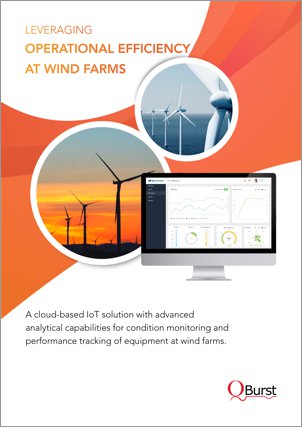 LEVERAGING
OPERATIONAL EFFICIENCY
AT WIND FARMS
A cloud-based IoT solution with advanced
analytical capabilities for condition monitoring and
performance tracking of equipment at wind farms.
QBurst